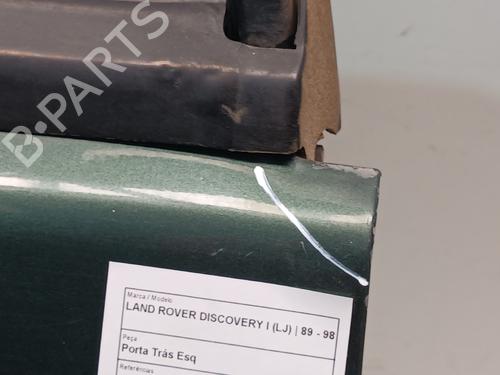 B-PARTS
Marca / Modelo
LAND ROVER DISCOVERY I (LJ) | 89 - 98
Peça
Porta Trás Esq
Referências